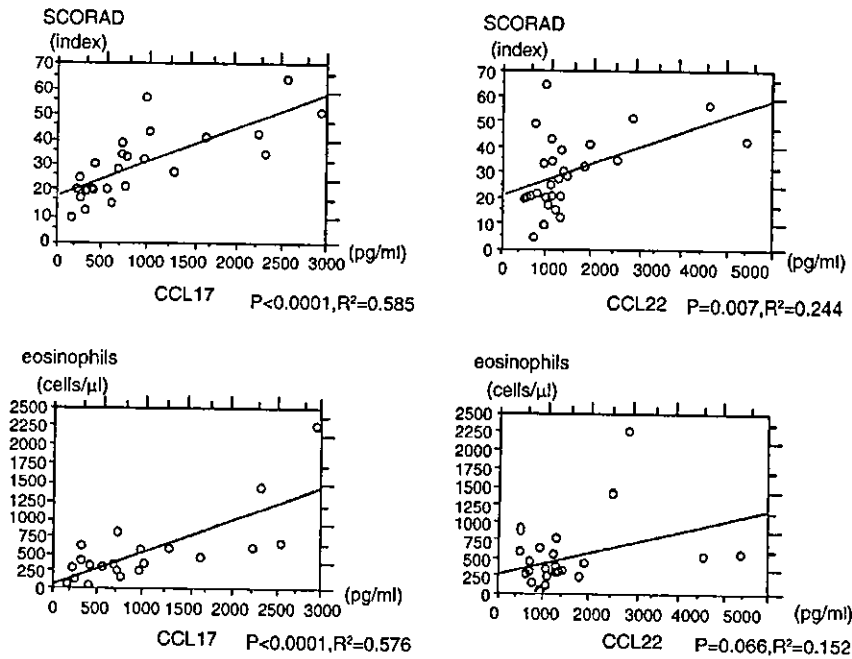 SCORAD
(index)
70
60
50
40
30
20
10
0
0 500 1000 1500 2000 2500 3000 (pg/ml)
CCL17 P<0.0001,R²=0.585
SCORAD
(index)
70
60
50
40
30
20
10
0
0 1000 2000 3000 4000 5000 (pg/ml)
CCL22 P=0.007,R²=0.244
eosinophils
(cells/µl)
2500
2250
2000
1750
1500
1250
1000
750
500
250
0
0 500 1000 1500 2000 2500 3000 (pg/ml)
CCL17 P<0.0001,R²=0.576
eosinophils
(cells/µl)
2500
2250
2000
1750
1500
1250
1000
750
500
250
0
0 1000 2000 3000 4000 5000 (pg/ml)
CCL22 P=0.066,R²=0.152